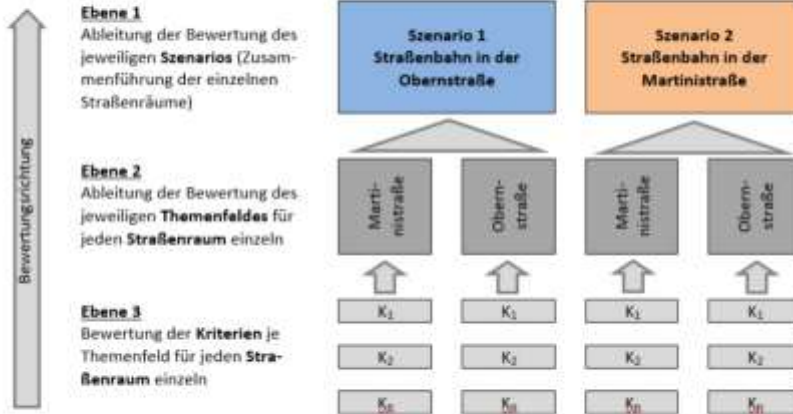 Bewertungsrichtung
Ebene 1
Ableitung der Bewertung des
jeweiligen Szenarios (Zusam-
menführung der einzelnen
Straßenräume)
Szenario 1
Straßenbahn in der
Obernstraße
Szenario 2
Straßenbahn in der
Martinistraße
Ebene 2
Ableitung der Bewertung des
jeweiligen Themenfeldes für
jeden Straßenraum einzeln
Marti-
nistraße
Obern-
straße
Marti-
nistraße
Obern-
straße
Ebene 3
Bewertung der Kriterien je
Themenfeld für jeden Stra-
ßenraum einzeln
K1
K1
K1
K1
K2
K2
K2
K2
Kn
Kn
Kn
Kn